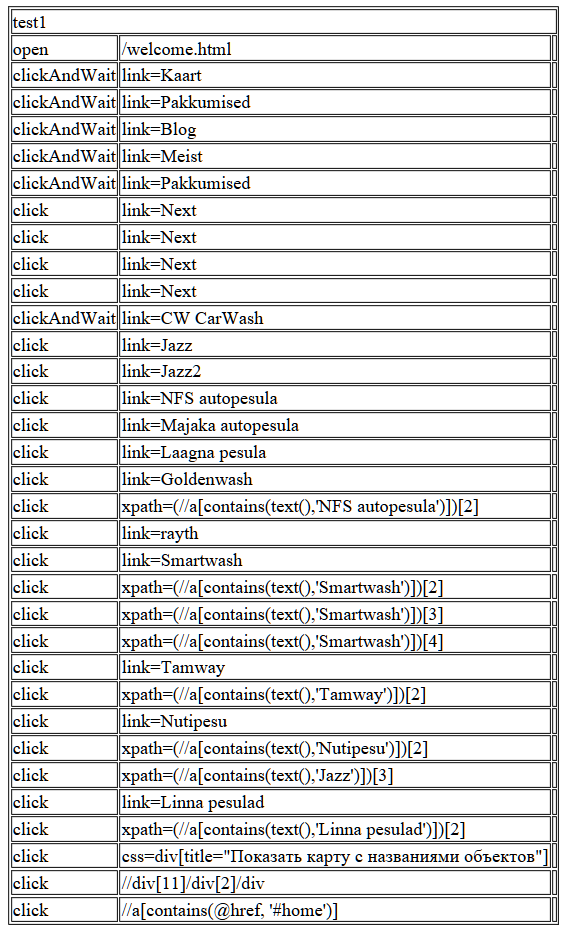 test1
open /welcome.html
clickAndWait link=Kaart
clickAndWait link=Pakkumised
clickAndWait link=Blog
clickAndWait link=Meist
clickAndWait link=Pakkumised
click link=Next
click link=Next
click link=Next
click link=Next
clickAndWait link=CW CarWash
click link=Jazz
click link=Jazz2
click link=NFS autopesula
click link=Majaka autopesula
click link=Laagna pesula
click link=Goldenwash
click xpath=(//a[contains(text(),'NFS autopesula')])[2]
click link=rayth
click link=Smartwash
click xpath=(//a[contains(text(),'Smartwash')])[2]
click xpath=(//a[contains(text(),'Smartwash')])[3]
click xpath=(//a[contains(text(),'Smartwash')])[4]
click link=Tamway
click xpath=(//a[contains(text(),'Tamway')])[2]
click link=Nutipesu
click xpath=(//a[contains(text(),'Nutipesu')])[2]
click xpath=(//a[contains(text(),'Jazz')])[3]
click link=Linna pesulad
click xpath=(//a[contains(text(),'Linna pesulad')])[2]
click css=div[title="Показать карту с названиями объектов"]
click //div[11]/div[2]/div
click //a[contains(@href, '#home')]